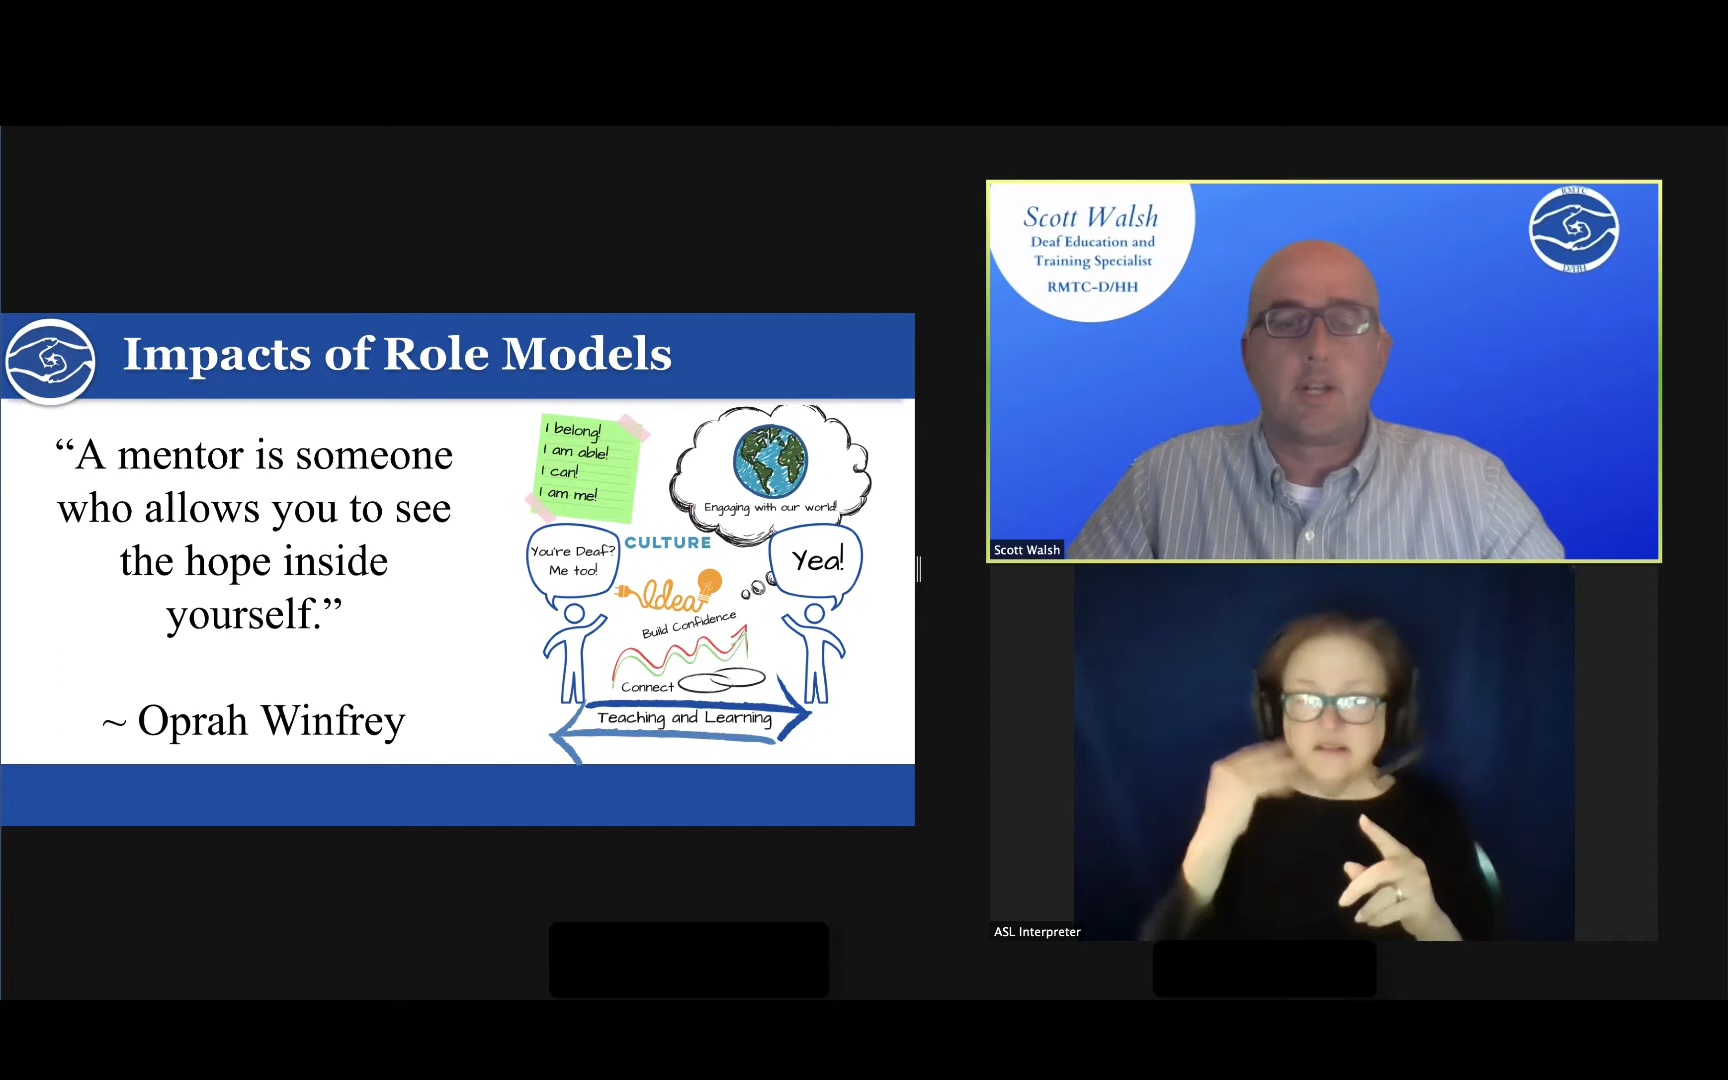 Impacts of Role Models
“A mentor is someone
who allows you to see
the hope inside
yourself.”
~ Oprah Winfrey
I belong!
I am able!
I can!
I am me!
Engaging with our world!
You're Deaf?
Me too!
CULTURE
Yea!
Idea
Build Confidence
Connect
Teaching and Learning
Scott Walsh
Deaf Education and
Training Specialist
RMTC-D/HH
RMTC
D/HH
Scott Walsh
ASL Interpreter